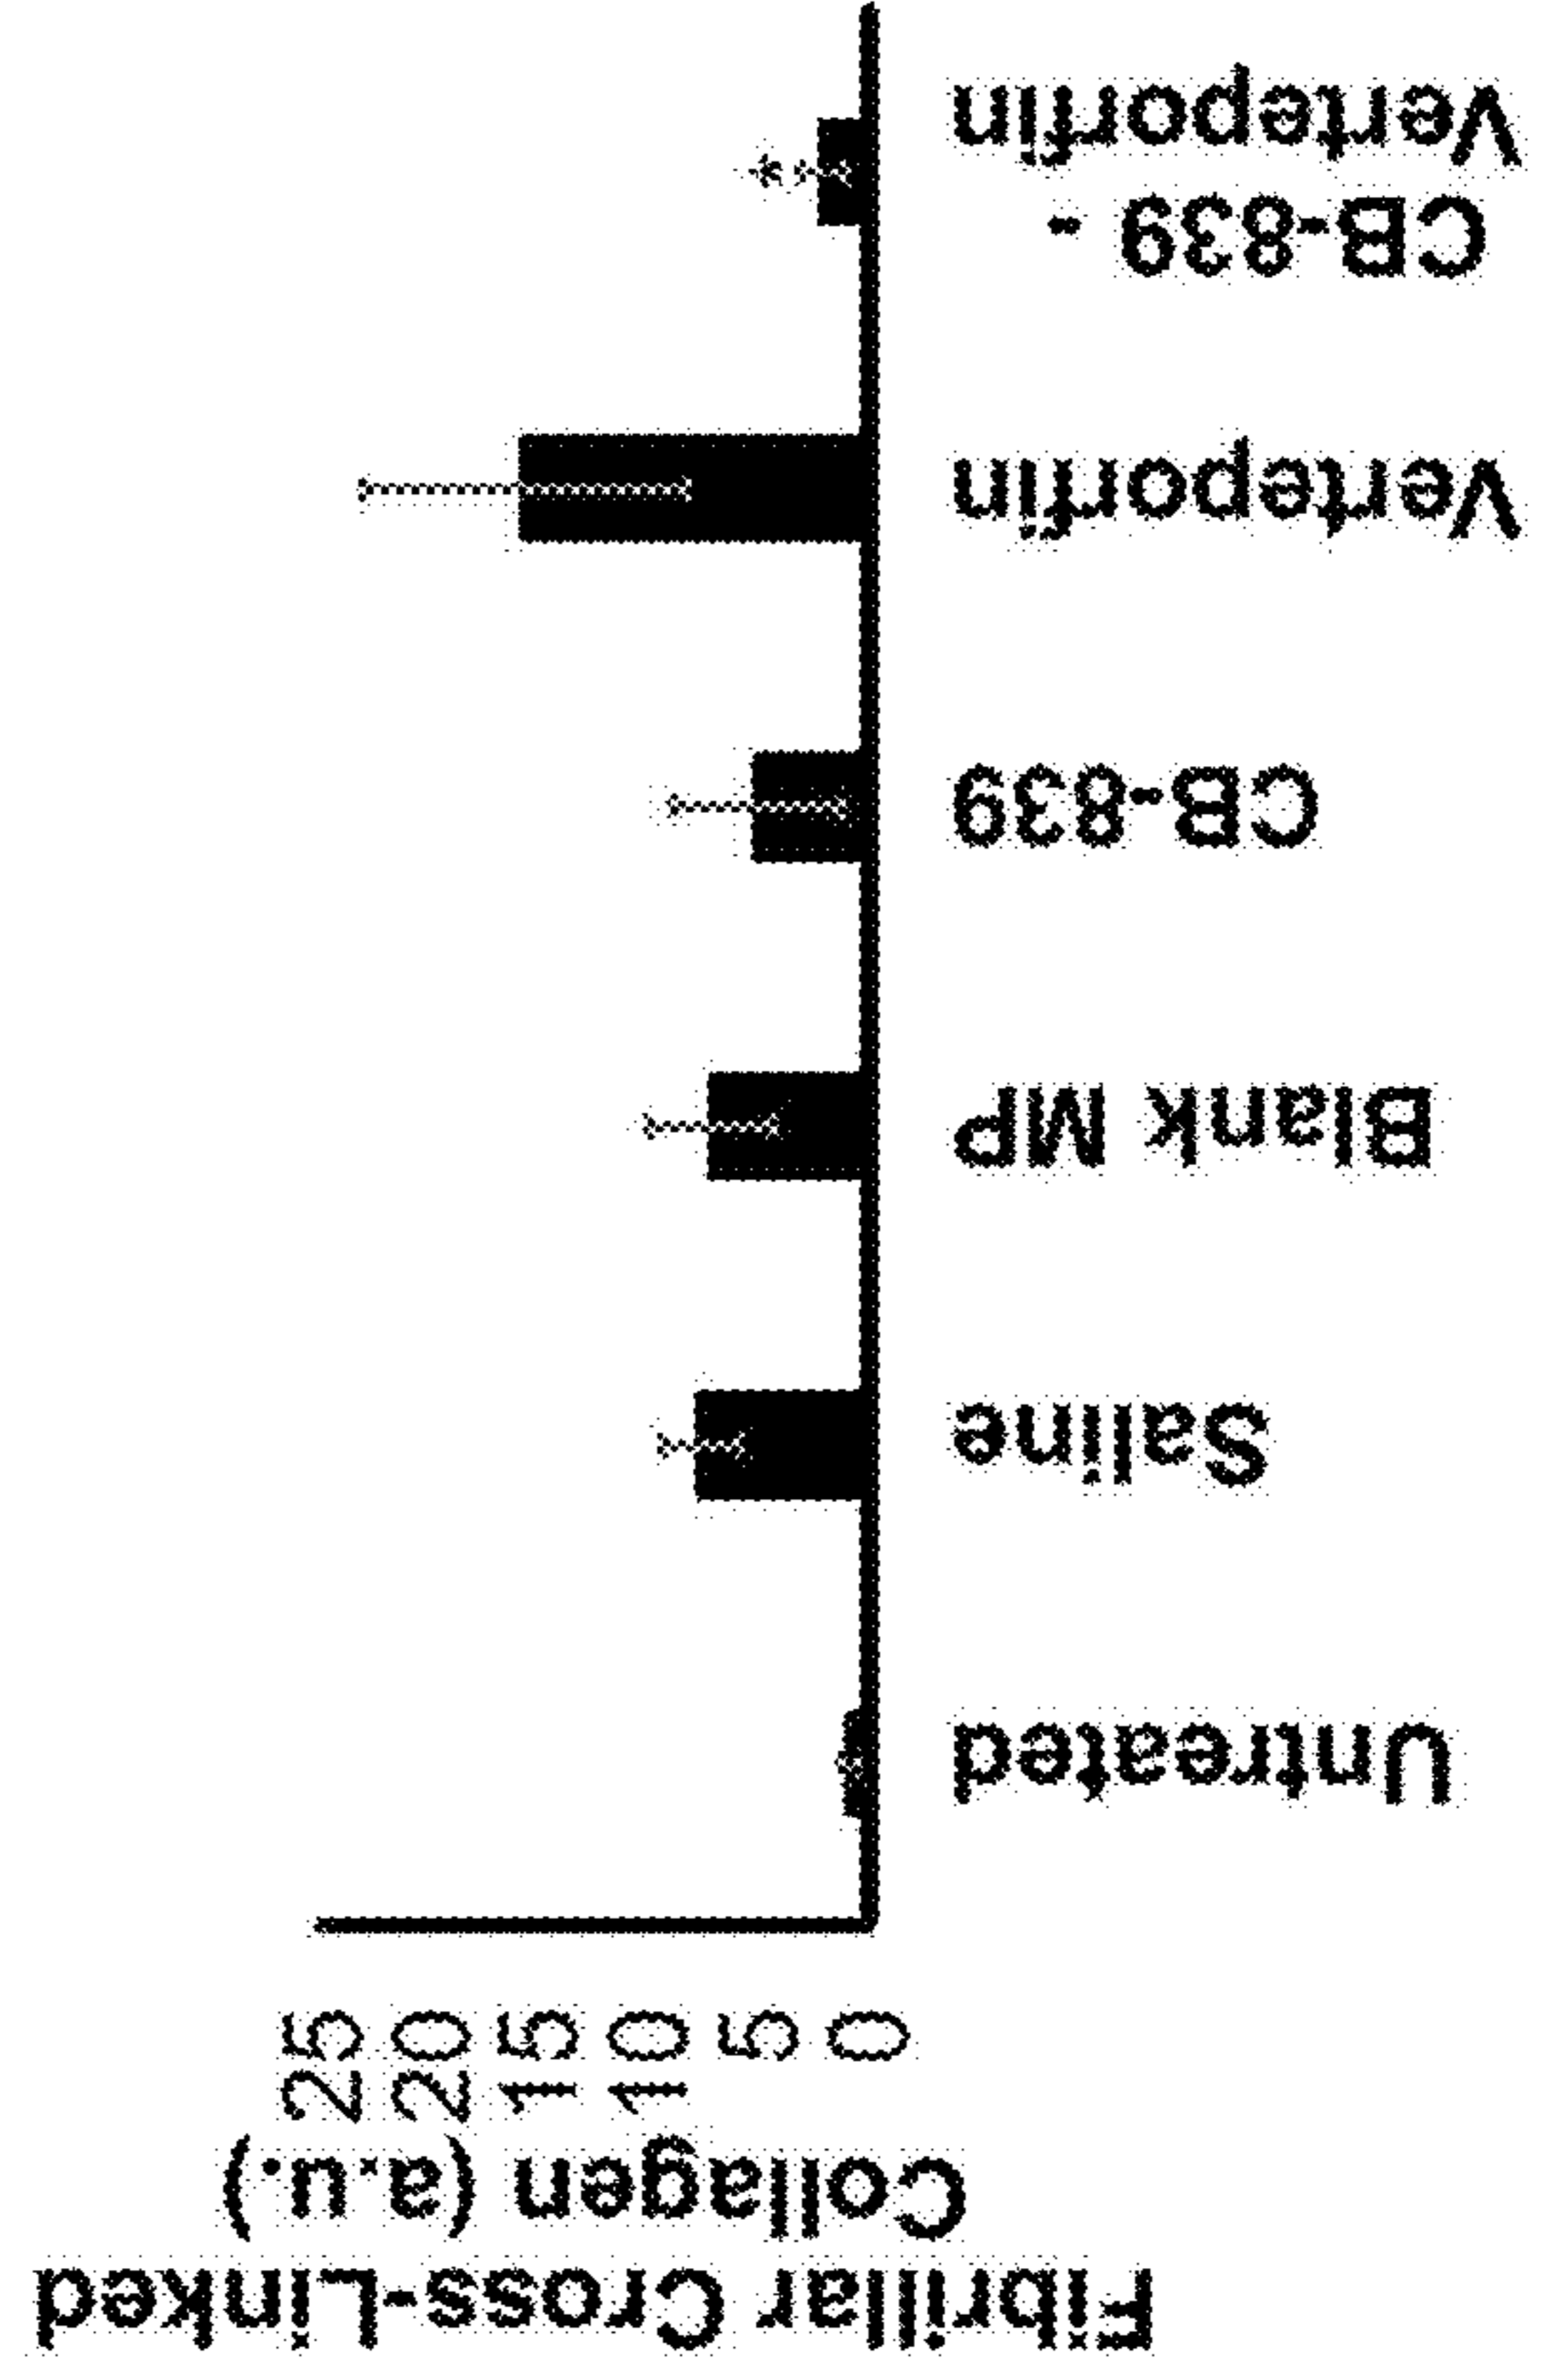 Fibrillar Cross-Linked
Collagen (a.u.)
25
20
15
10
5
0
Untreated
Saline
Blank MP
CB-839
Verteporfin
CB-839 -
Verteporfin